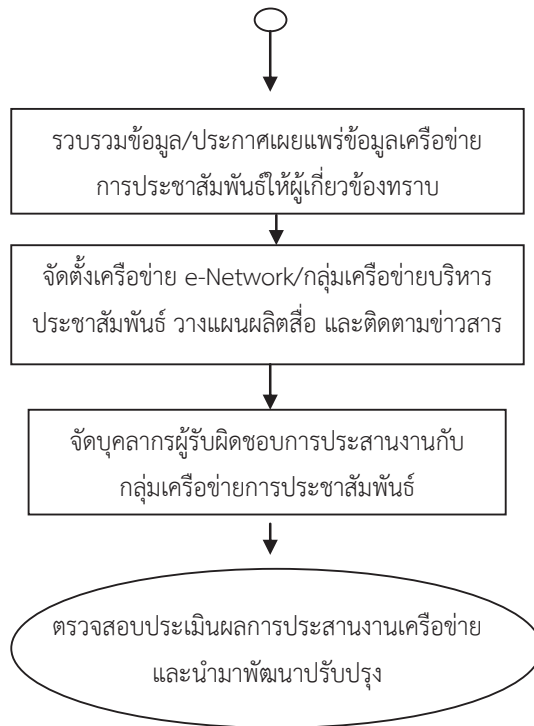 รวบรวมข้อมูล/ประกาศเผยแพร่ข้อมูลเครือข่าย
การประชาสัมพันธ์ให้ผู้เกี่ยวข้องทราบ
จัดตั้งเครือข่าย e-Network/กลุ่มเครือข่ายบริหาร
ประชาสัมพันธ์ วางแผนผลิตสื่อ และติดตามข่าวสาร
จัดบุคลากรผู้รับผิดชอบการประสานงานกับ
กลุ่มเครือข่ายการประชาสัมพันธ์
ตรวจสอบประเมินผลการประสานงานเครือข่าย
และนำมาพัฒนาปรับปรุง